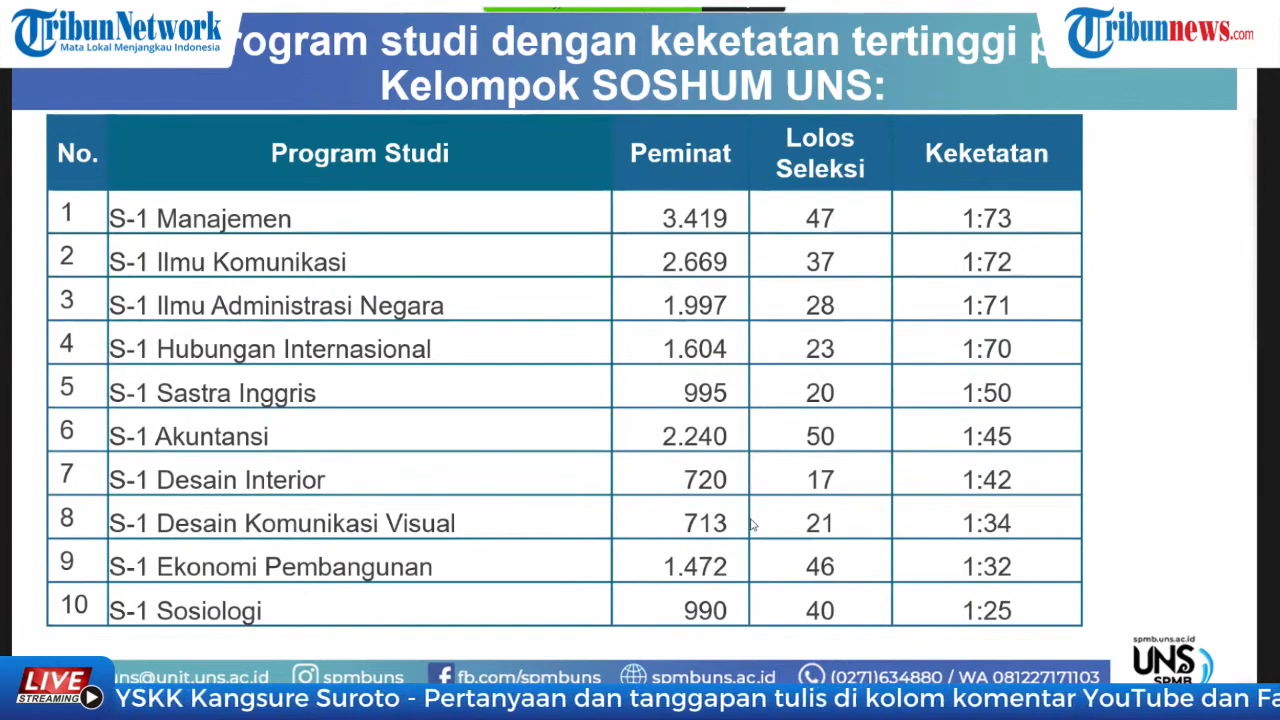 TribunNetwork
Mata Lokal Menjangkau Indonesia
Tribunnews.com
rogram studi dengan keketatan tertinggi p
Kelompok SOSHUM UNS:
No. Program Studi Peminat Lolos Seleksi Keketatan
1 S-1 Manajemen 3.419 47 1:73
2 S-1 Ilmu Komunikasi 2.669 37 1:72
3 S-1 Ilmu Administrasi Negara 1.997 28 1:71
4 S-1 Hubungan Internasional 1.604 23 1:70
5 S-1 Sastra Inggris 995 20 1:50
6 S-1 Akuntansi 2.240 50 1:45
7 S-1 Desain Interior 720 17 1:42
8 S-1 Desain Komunikasi Visual 713 21 1:34
9 S-1 Ekonomi Pembangunan 1.472 46 1:32
10 S-1 Sosiologi 990 40 1:25
spmb.uns.ac.id
UNS
SPMB
uns@unit.uns.ac.id spmbuns fb.com/spmbuns spmbuns.ac.id (0271)634880 / WA 081227171103
LIVE
STREAMING
YSKK Kangsure Suroto - Pertanyaan dan tanggapan tulis di kolom komentar YouTube dan Fa